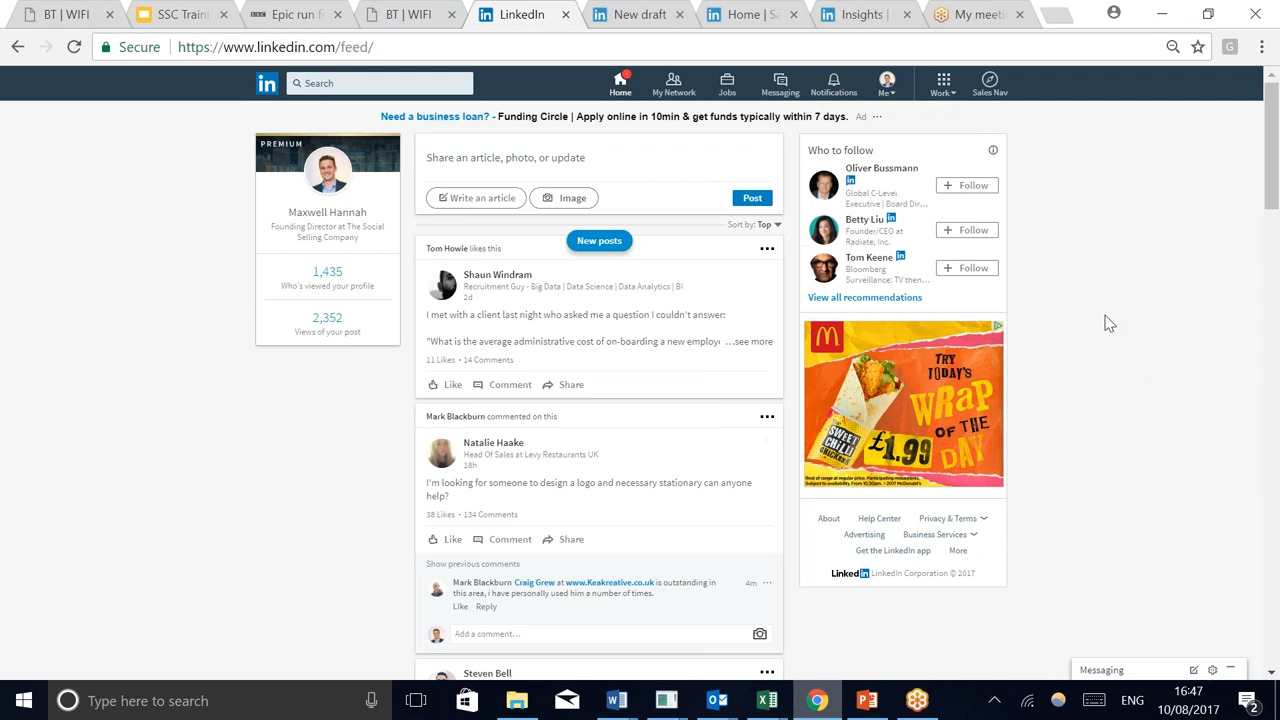 BT | WIFI
SSC Traini
Epic run f
BT | WIFI
LinkedIn
New draft
Home | S
Insights |
My meeti
Secure
https://www.linkedin.com/feed/
in
Search
Home
My Network
Jobs
Messaging
Notifications
Me
Work
Sales Nav
Need a business loan? - Funding Circle | Apply online in 10min & get funds typically within 7 days. Ad ...
PREMIUM
Maxwell Hannah
Founding Director at The Social
Selling Company
1,435
Who's viewed your profile
2,352
Views of your post
Share an article, photo, or update
Write an article
Image
Post
Sort by: Top
New posts
Tom Howle likes this
Shaun Windram
Recruitment Guy - Big Data | Data Science | Data Analytics | BI
2d
I met with a client last night who asked me a question I couldn't answer:
"What is the average administrative cost of on-boarding a new employ ...see more
11 Likes • 14 Comments
Like
Comment
Share
Mark Blackburn commented on this
Natalie Haake
Head Of Sales at Levy Restaurants UK
18h
I'm looking for someone to design a logo and necessary stationary can anyone
help?
38 Likes • 134 Comments
Like
Comment
Share
Show previous comments
Mark Blackburn Craig Grew at www.Keakreative.co.uk is outstanding in
this area, i have personally used him a number of times.
4m
Like Reply
Add a comment...
Steven Bell
Who to follow
Oliver Bussmann
in
Global C-Level
Executive | Board Dir...
Follow
Betty Liu in
Founder/CEO at
Radiate, Inc.
Follow
Tom Keene in
Bloomberg
Surveillance: TV then...
Follow
View all recommendations
TRY
TODAY'S
WRAP
OF THE
DAY
THE
SWEET
CHILLI
CHICKEN
£1.99
About
Help Center
Privacy & Terms
Advertising
Business Services
Get the LinkedIn app
More
Linked in LinkedIn Corporation © 2017
Messaging
Type here to search
ENG
16:47
10/08/2017
2